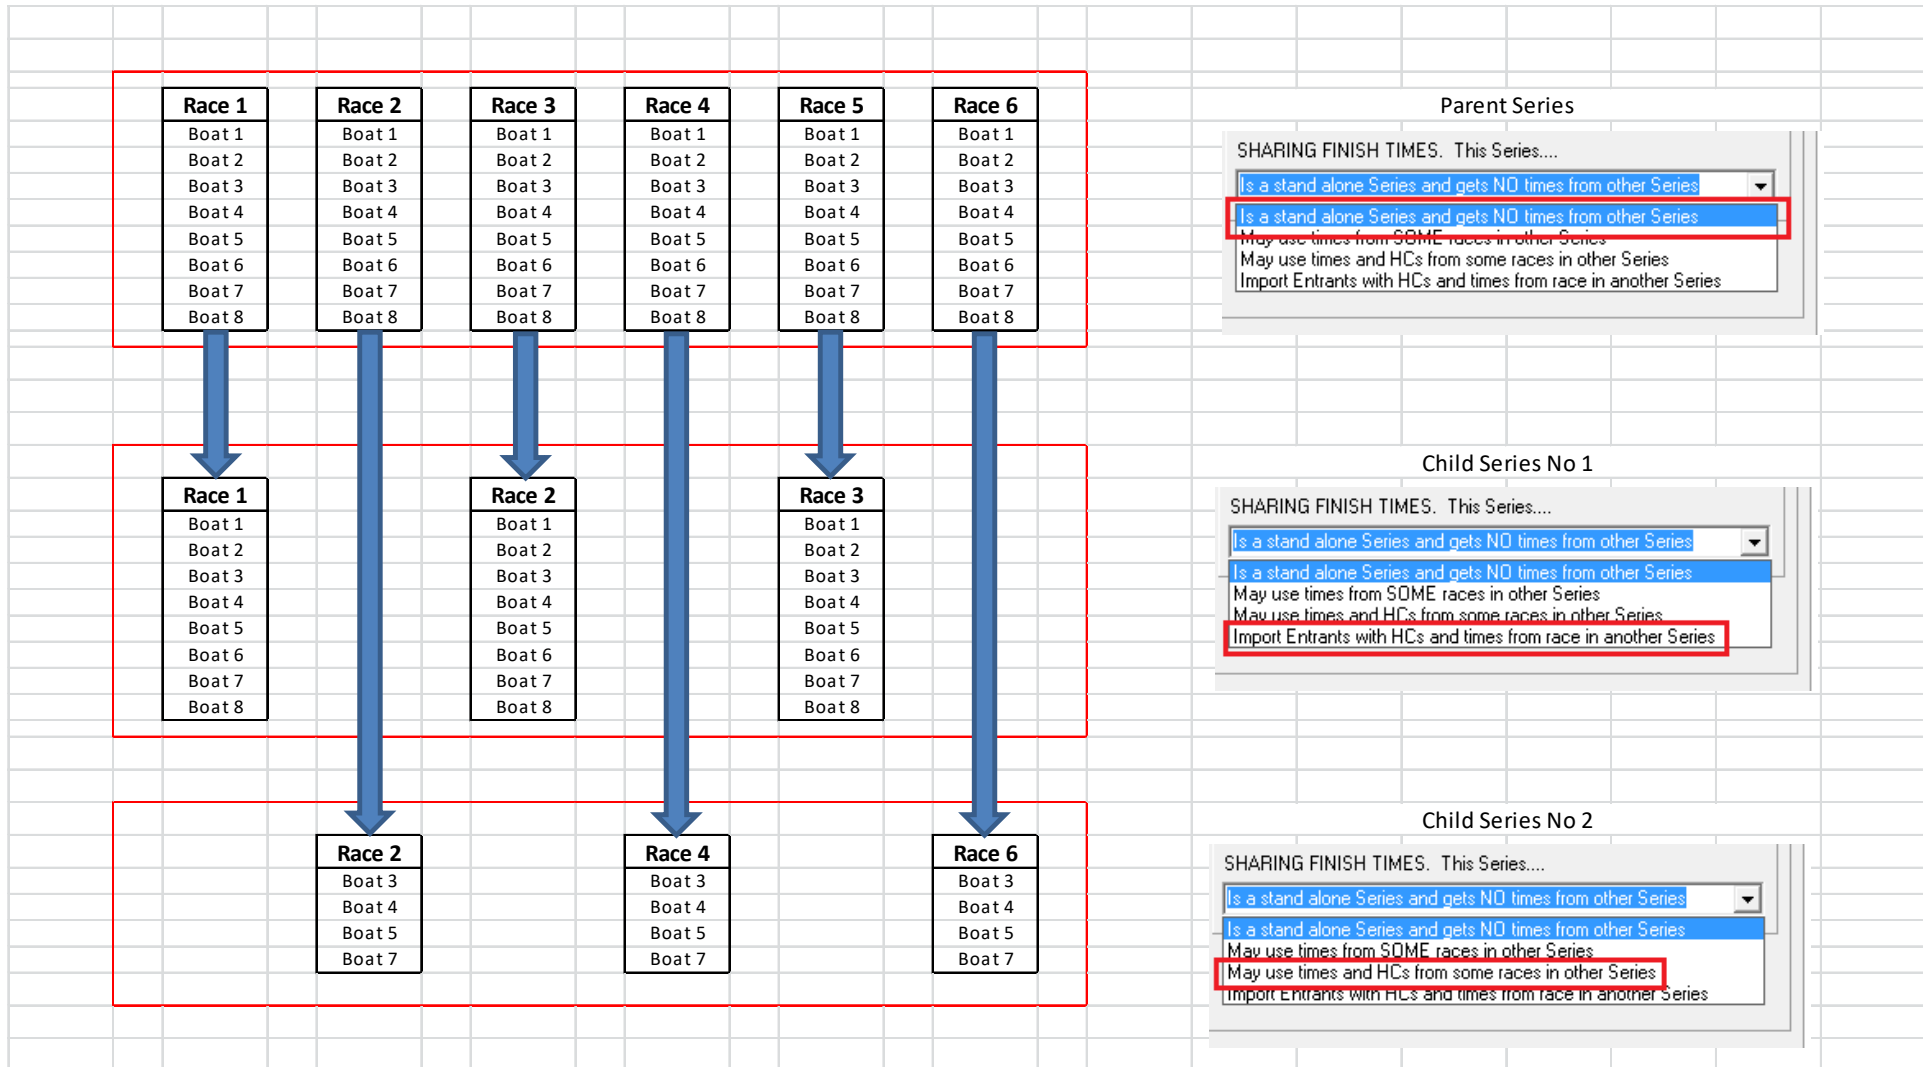 Race 1 Race 2 Race 3 Race 4 Race 5 Race 6
Boat 1 Boat 1 Boat 1 Boat 1 Boat 1 Boat 1
Boat 2 Boat 2 Boat 2 Boat 2 Boat 2 Boat 2
Boat 3 Boat 3 Boat 3 Boat 3 Boat 3 Boat 3
Boat 4 Boat 4 Boat 4 Boat 4 Boat 4 Boat 4
Boat 5 Boat 5 Boat 5 Boat 5 Boat 5 Boat 5
Boat 6 Boat 6 Boat 6 Boat 6 Boat 6 Boat 6
Boat 7 Boat 7 Boat 7 Boat 7 Boat 7 Boat 7
Boat 8 Boat 8 Boat 8 Boat 8 Boat 8 Boat 8
Parent Series
SHARING FINISH TIMES. This Series....
Is a stand alone Series and gets NO times from other Series
Is a stand alone Series and gets NO times from other Series
May use times from SOME races in other Series
May use times and HCs from some races in other Series
Import Entrants with HCs and times from race in another Series
Race 1 Race 2 Race 3
Boat 1 Boat 1 Boat 1
Boat 2 Boat 2 Boat 2
Boat 3 Boat 3 Boat 3
Boat 4 Boat 4 Boat 4
Boat 5 Boat 5 Boat 5
Boat 6 Boat 6 Boat 6
Boat 7 Boat 7 Boat 7
Boat 8 Boat 8 Boat 8
Child Series No 1
SHARING FINISH TIMES. This Series....
Is a stand alone Series and gets NO times from other Series
Is a stand alone Series and gets NO times from other Series
May use times from SOME races in other Series
May use times and HCs from some races in other Series
Import Entrants with HCs and times from race in another Series
Race 2 Race 4 Race 6
Boat 3 Boat 3 Boat 3
Boat 4 Boat 4 Boat 4
Boat 5 Boat 5 Boat 5
Boat 7 Boat 7 Boat 7
Child Series No 2
SHARING FINISH TIMES. This Series....
Is a stand alone Series and gets NO times from other Series
Is a stand alone Series and gets NO times from other Series
May use times from SOME races in other Series
May use times and HCs from some races in other Series
Import Entrants with HCs and times from race in another Series